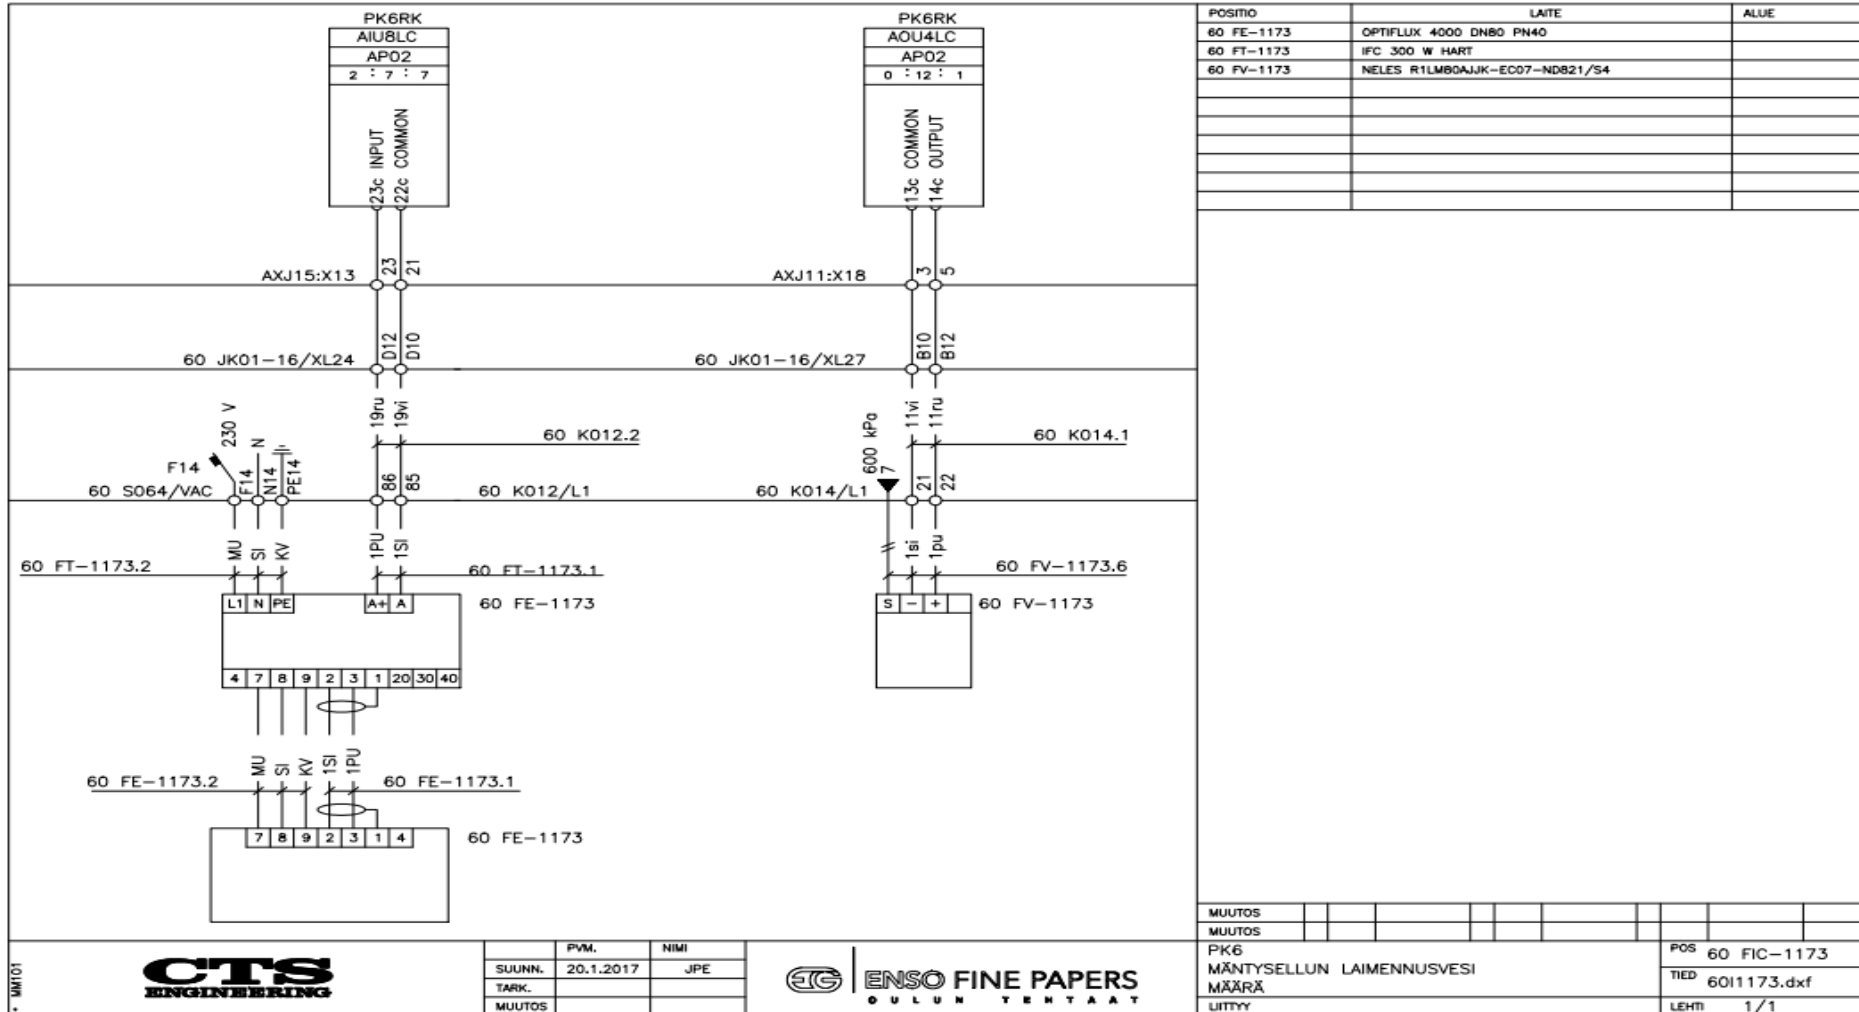 PK6RK
AIU8LC
AP02
2 : 7 : 7
23c INPUT
22c COMMON
PK6RK
AOU4LC
AP02
0 : 12 : 1
13c COMMON
14c OUTPUT
AXJ15:X13
23
21
AXJ11:X18
3
5
60 JK01-16/XL24
D12
D10
60 JK01-16/XL27
B10
B12
230 V
N
19ru
19vi
60 K012.2
600 kPa
7
11vi
11ru
60 K014.1
F14
F14
N14
PE14
60 S064/VAC
86
85
60 K012/L1
60 K014/L1
21
22
MU
SI
KV
1PU
1SI
1si
1pu
60 FT-1173.2
60 FT-1173.1
60 FV-1173.6
L1 N PE A+ A
60 FE-1173
S - +
60 FV-1173
4 7 8 9 2 3 1 20 30 40
MU
SI
KV
1SI
1PU
60 FE-1173.2
60 FE-1173.1
7 8 9 2 3 1 4
60 FE-1173
POSITIO LAITE ALUE
60 FE-1173 OPTIFLUX 4000 DN80 PN40
60 FT-1173 IFC 300 W HART
60 FV-1173 NELES R1LM80AJJK-EC07-ND821/S4
MUUTOS
MUUTOS
* MM101
CTS
ENGINEERING
PVM. NIMI
SUUNN. 20.1.2017 JPE
TARK.
MUUTOS
ENSO FINE PAPERS
OULUN TEHTAAT
PK6
MÄNTYSELLUN LAIMENNUSVESI
MÄÄRÄ
LIITTYY
POS 60 FIC-1173
TIED 60I1173.dxf
LEHTI 1/1